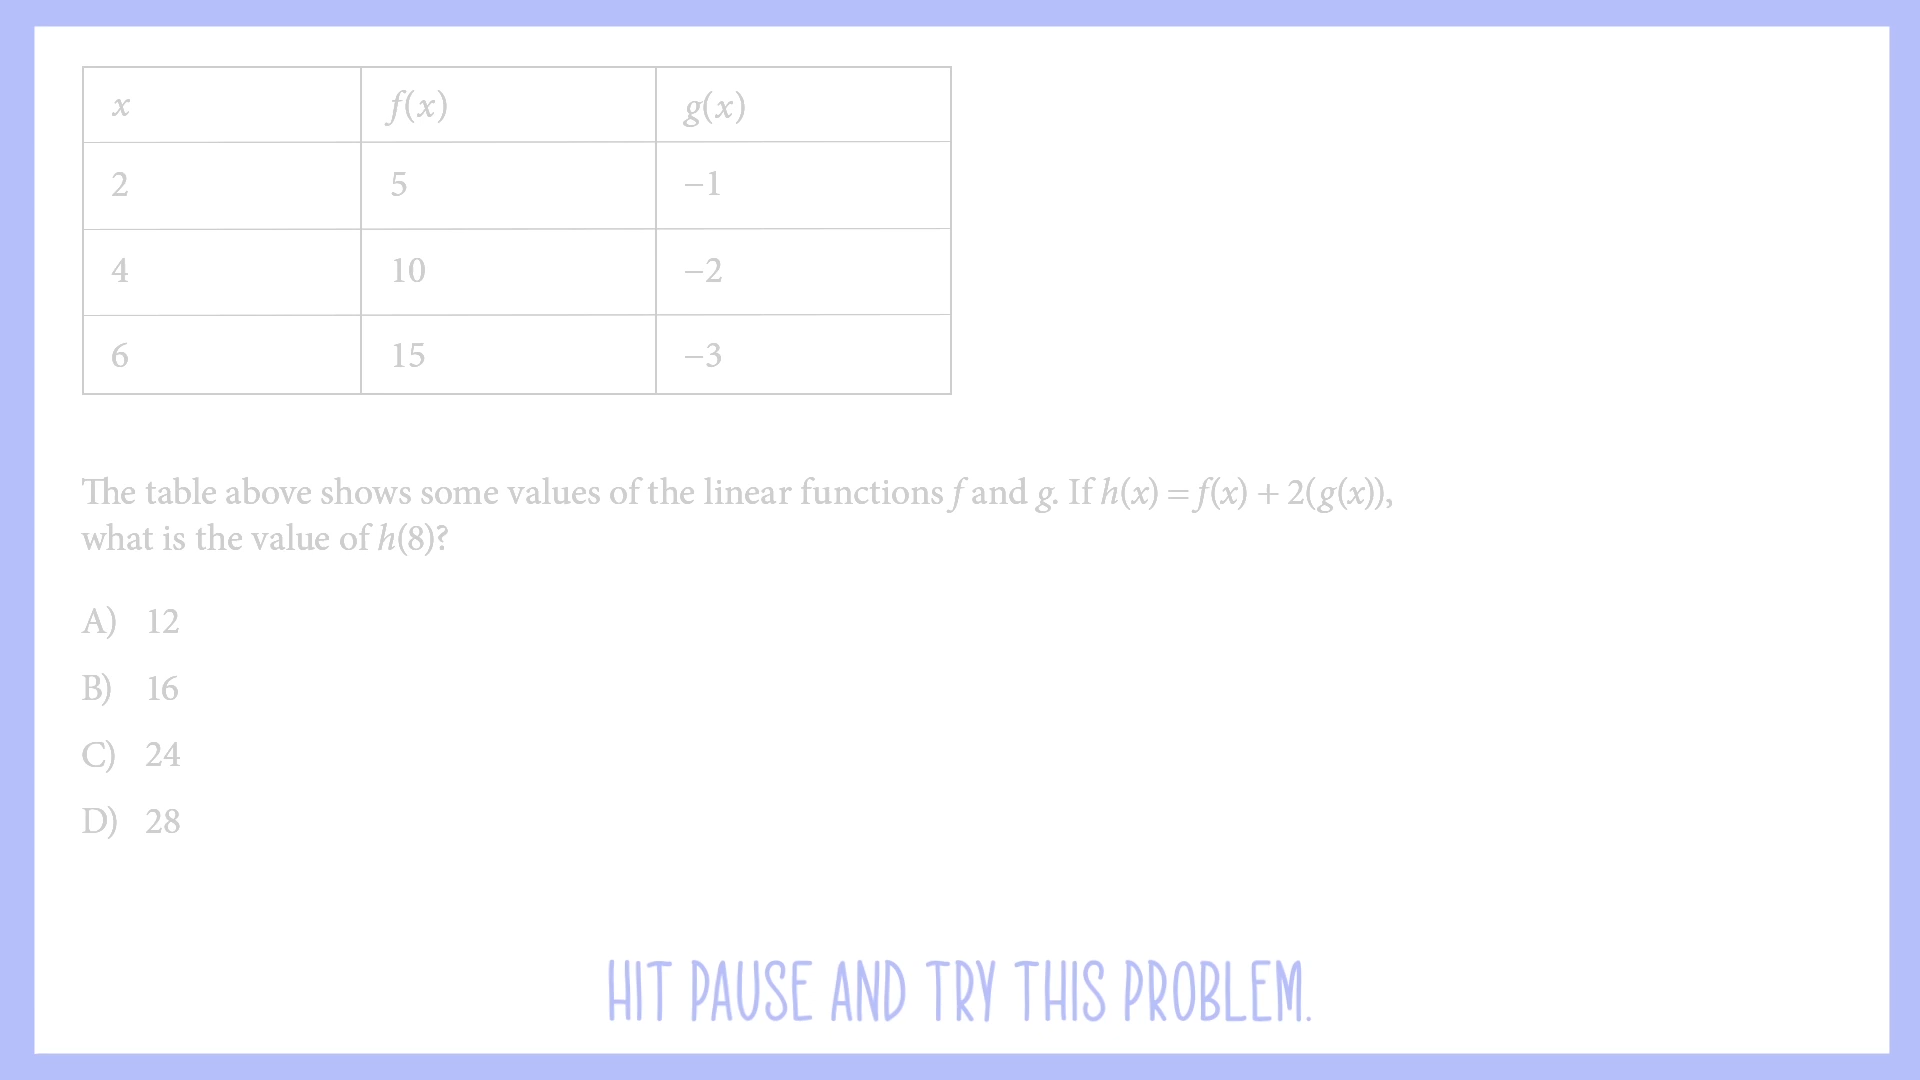 x f(x) g(x)
2 5 –1
4 10 –2
6 15 –3
The table above shows some values of the linear functions f and g. If h(x) = f(x) + 2(g(x)),
what is the value of h(8)?
A) 12
B) 16
C) 24
D) 28
HIT PAUSE AND TRY THIS PROBLEM.